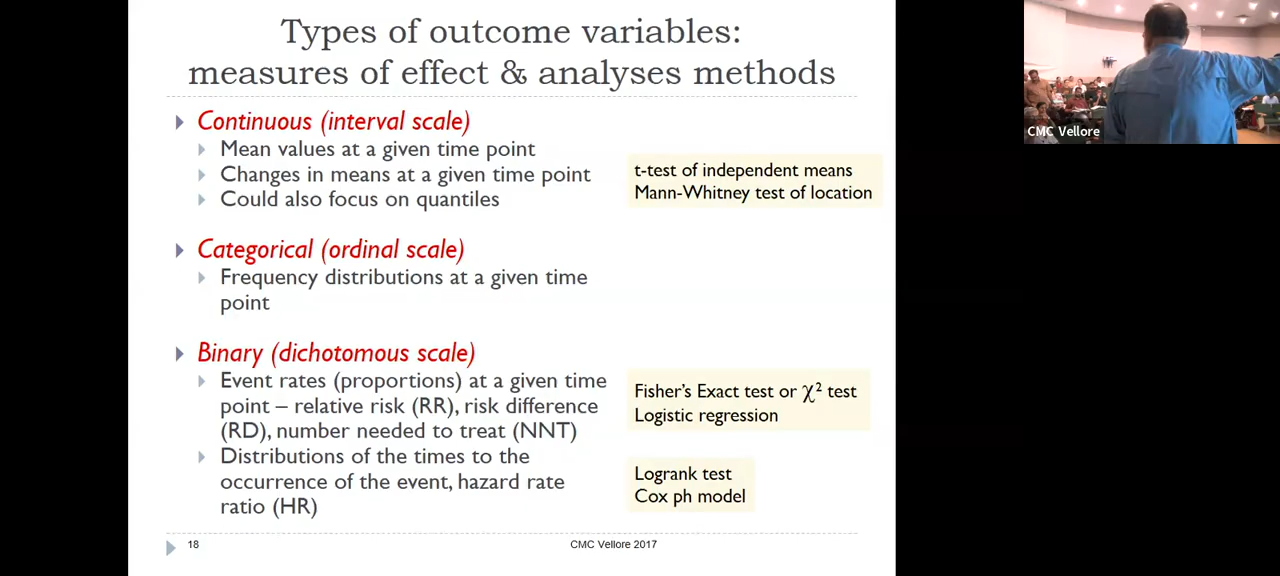 Types of outcome variables:
measures of effect & analyses methods
Continuous (interval scale)
Mean values at a given time point
Changes in means at a given time point
Could also focus on quantiles
t-test of independent means
Mann-Whitney test of location
Categorical (ordinal scale)
Frequency distributions at a given time
point
Binary (dichotomous scale)
Event rates (proportions) at a given time
point – relative risk (RR), risk difference
(RD), number needed to treat (NNT)
Fisher's Exact test or χ² test
Logistic regression
Distributions of the times to the
occurrence of the event, hazard rate
ratio (HR)
Logrank test
Cox ph model
18
CMC Vellore 2017
CMC Vellore